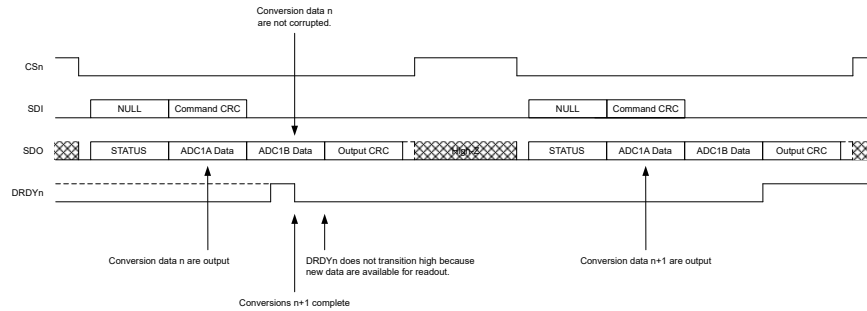 Conversion data n
are not corrupted.
CSn
SDI
NULL
Command CRC
NULL
Command CRC
SDO
STATUS
ADC1A Data
ADC1B Data
Output CRC
High-Z
STATUS
ADC1A Data
ADC1B Data
Output CRC
DRDYn
Conversion data n are output
DRDYn does not transition high because
new data are available for readout.
Conversion data n+1 are output
Conversions n+1 complete